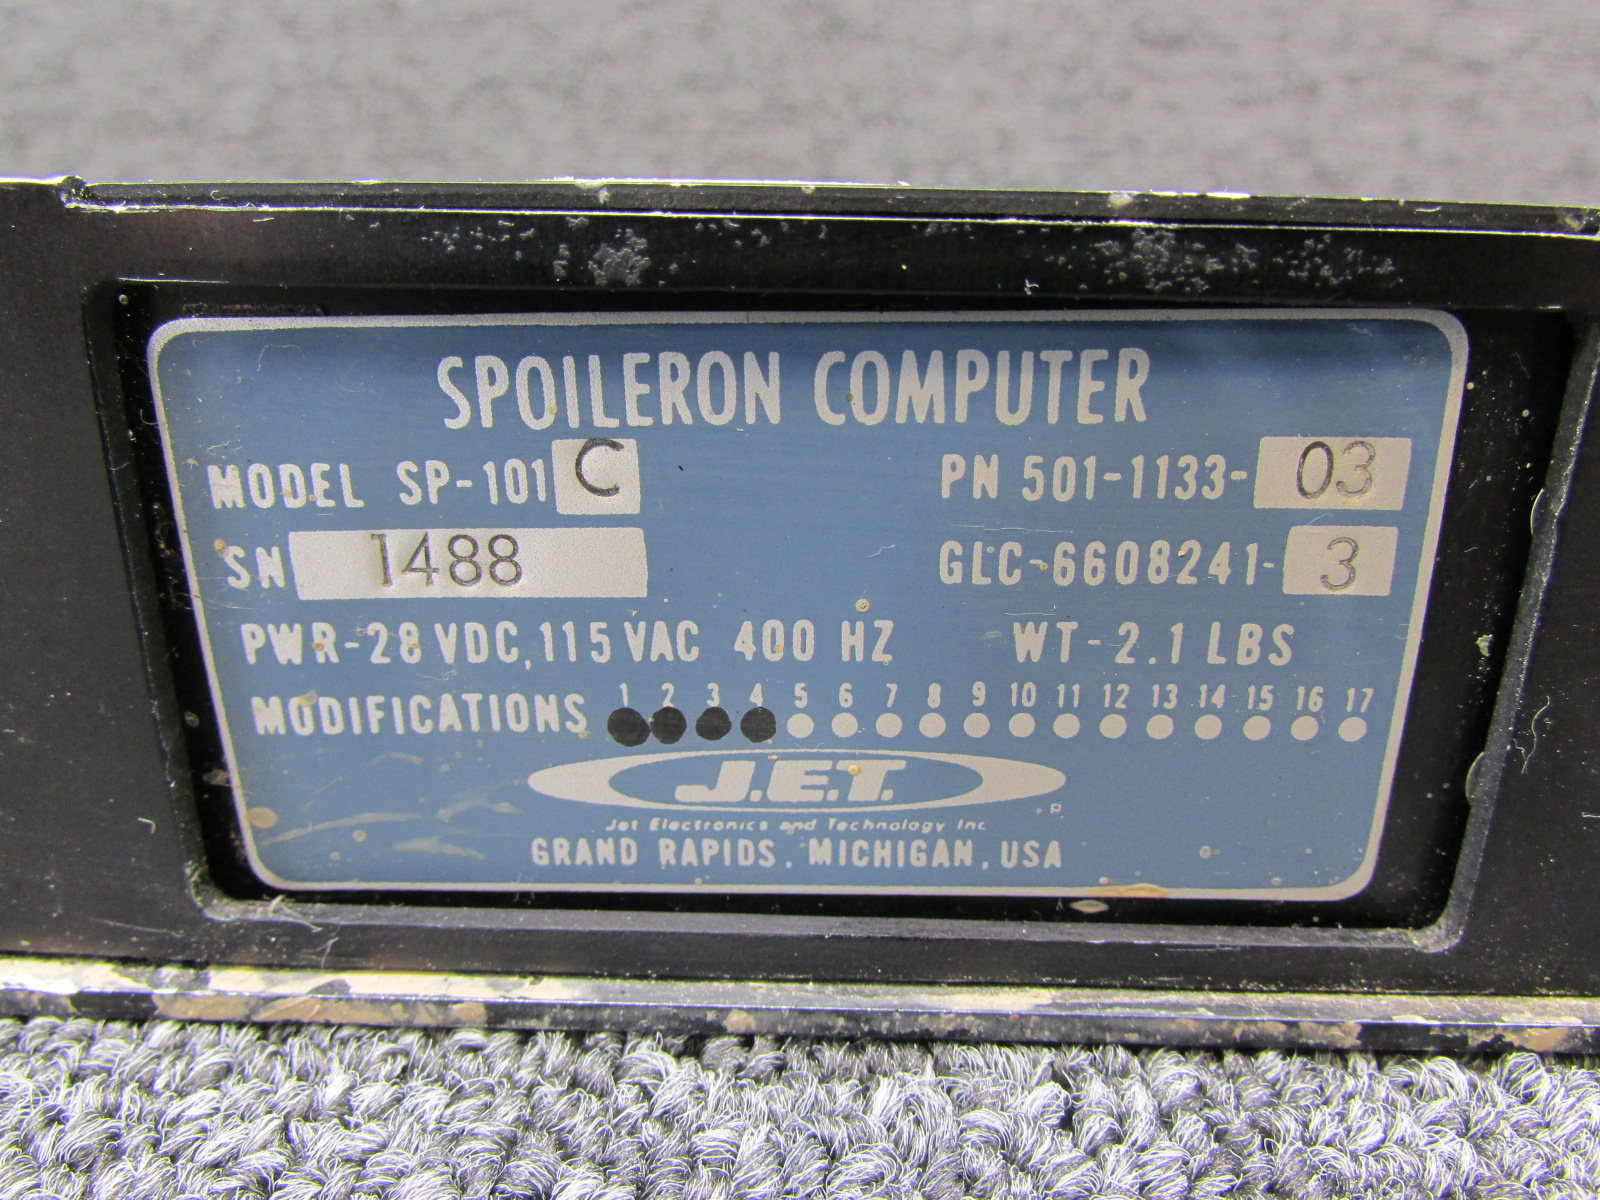 SPOILERON COMPUTER
MODEL SP-101 C PN 501-1133- 03
SN 1488 GLC-6608241- 3
PWR-28 VDC, 115 VAC 400 HZ WT-2.1 LBS
1 2 3 4 5 6 7 8 9 10 11 12 13 14 15 16 17
MODIFICATIONS
J.E.T.
R
Jet Electronics and Technology Inc
GRAND RAPIDS, MICHIGAN, USA